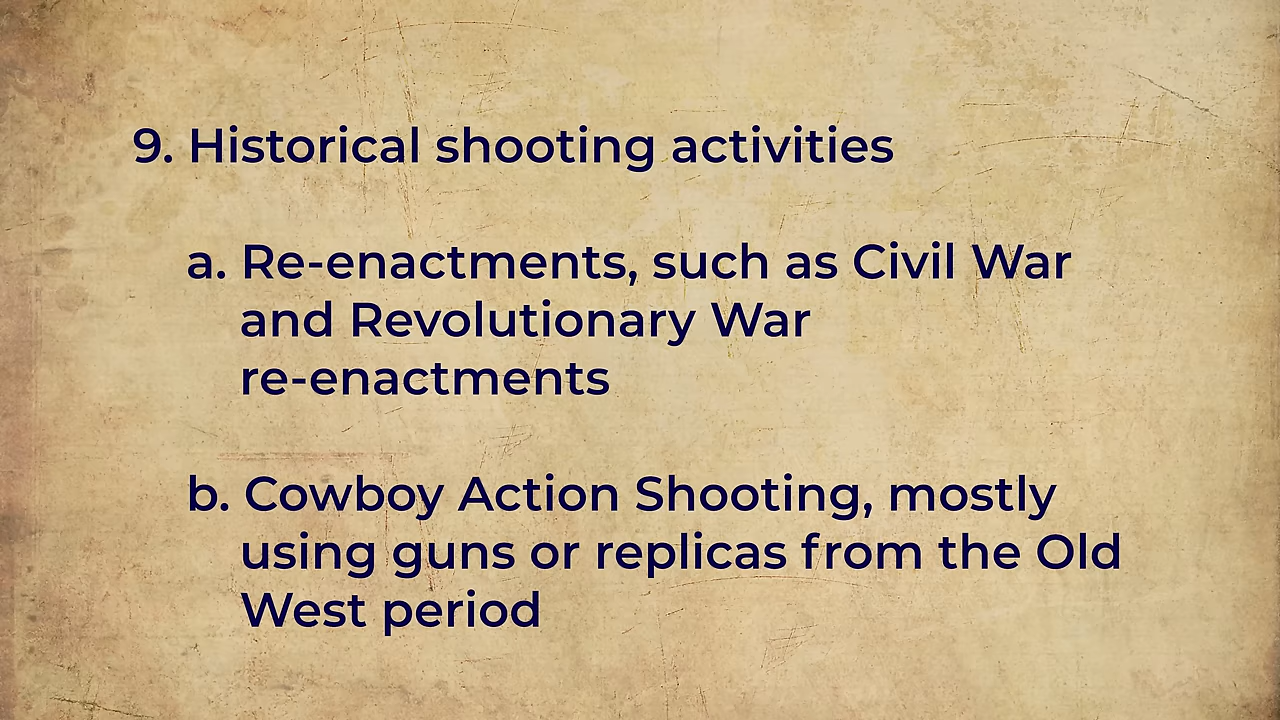 9. Historical shooting activities
a. Re-enactments, such as Civil War
and Revolutionary War
re-enactments
b. Cowboy Action Shooting, mostly
using guns or replicas from the Old
West period